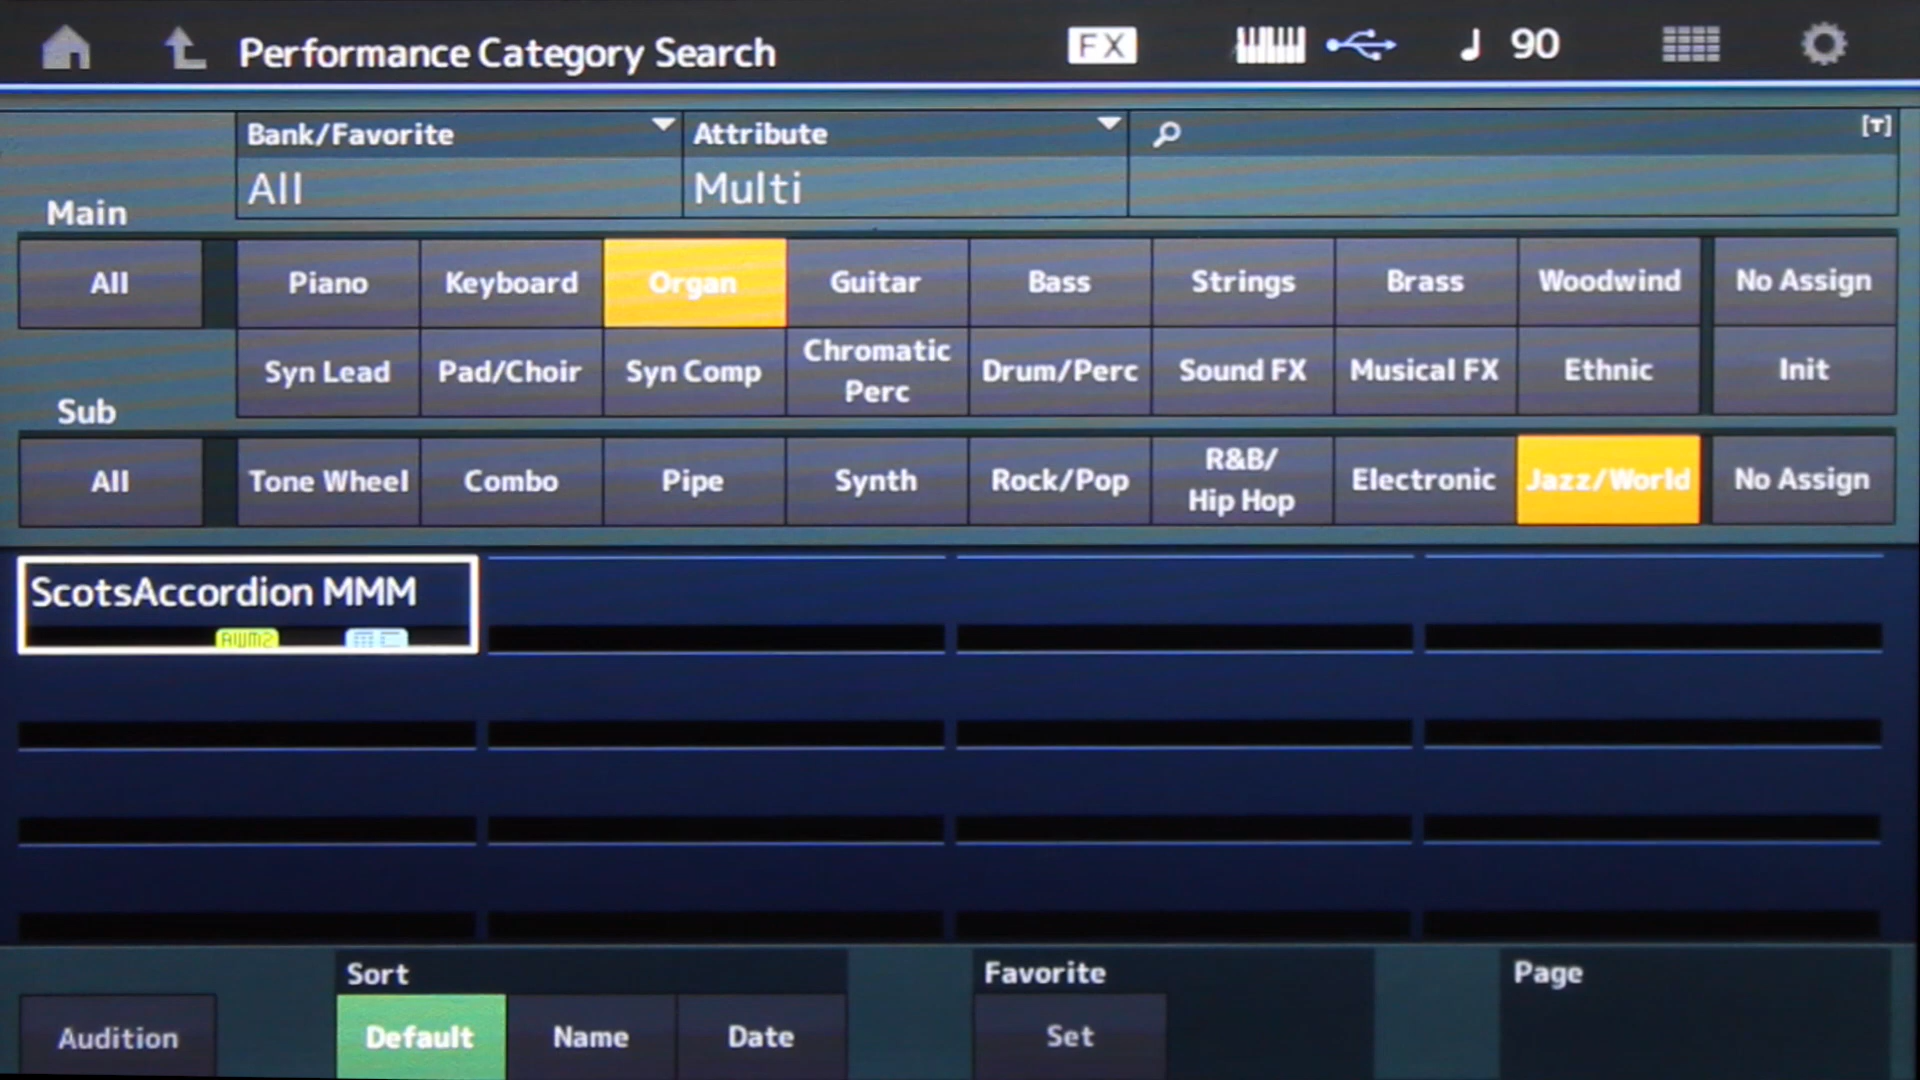 Performance Category Search FX 90
Bank/Favorite Attribute [T]
All Multi
Main
All Piano Keyboard Organ Guitar Bass Strings Brass Woodwind No Assign
Syn Lead Pad/Choir Syn Comp Chromatic Perc Drum/Perc Sound FX Musical FX Ethnic Init
Sub
All Tone Wheel Combo Pipe Synth Rock/Pop R&B/ Hip Hop Electronic Jazz/World No Assign
ScotsAccordion MMM
AWM2 MC
Sort Favorite Page
Audition Default Name Date Set